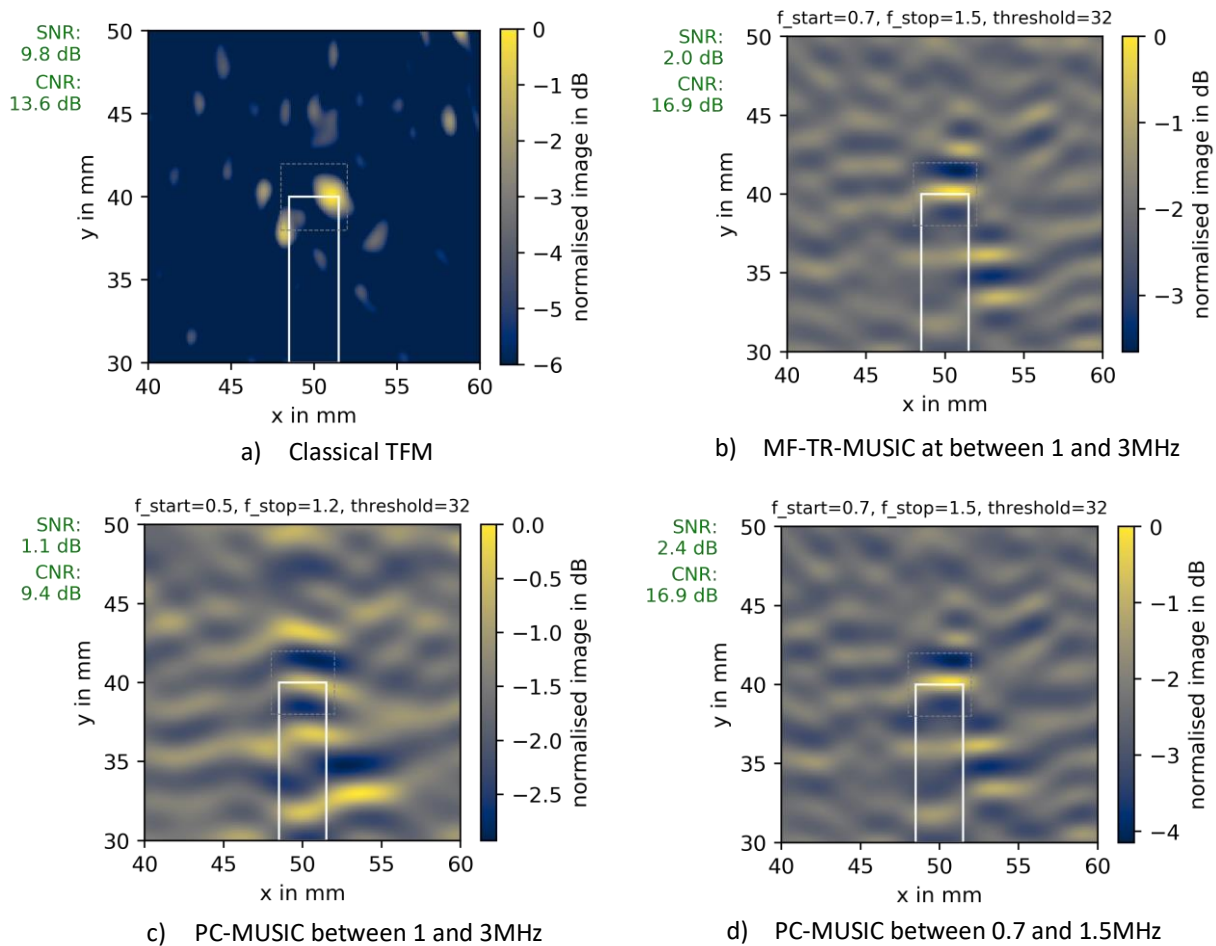 SNR:
9.8 dB
CNR:
13.6 dB
50
45
40
35
30
y in mm
40 45 50 55 60
x in mm
0
−1
−2
−3
−4
−5
−6
normalised image in dB
a) Classical TFM
f_start=0.7, f_stop=1.5, threshold=32
SNR:
2.0 dB
CNR:
16.9 dB
50
45
40
35
30
y in mm
40 45 50 55 60
x in mm
0
−1
−2
−3
normalised image in dB
b) MF-TR-MUSIC at between 1 and 3MHz
f_start=0.5, f_stop=1.2, threshold=32
SNR:
1.1 dB
CNR:
9.4 dB
50
45
40
35
30
y in mm
40 45 50 55 60
x in mm
0.0
−0.5
−1.0
−1.5
−2.0
−2.5
normalised image in dB
c) PC-MUSIC between 1 and 3MHz
f_start=0.7, f_stop=1.5, threshold=32
SNR:
2.4 dB
CNR:
16.9 dB
50
45
40
35
30
y in mm
40 45 50 55 60
x in mm
0
−1
−2
−3
−4
normalised image in dB
d) PC-MUSIC between 0.7 and 1.5MHz